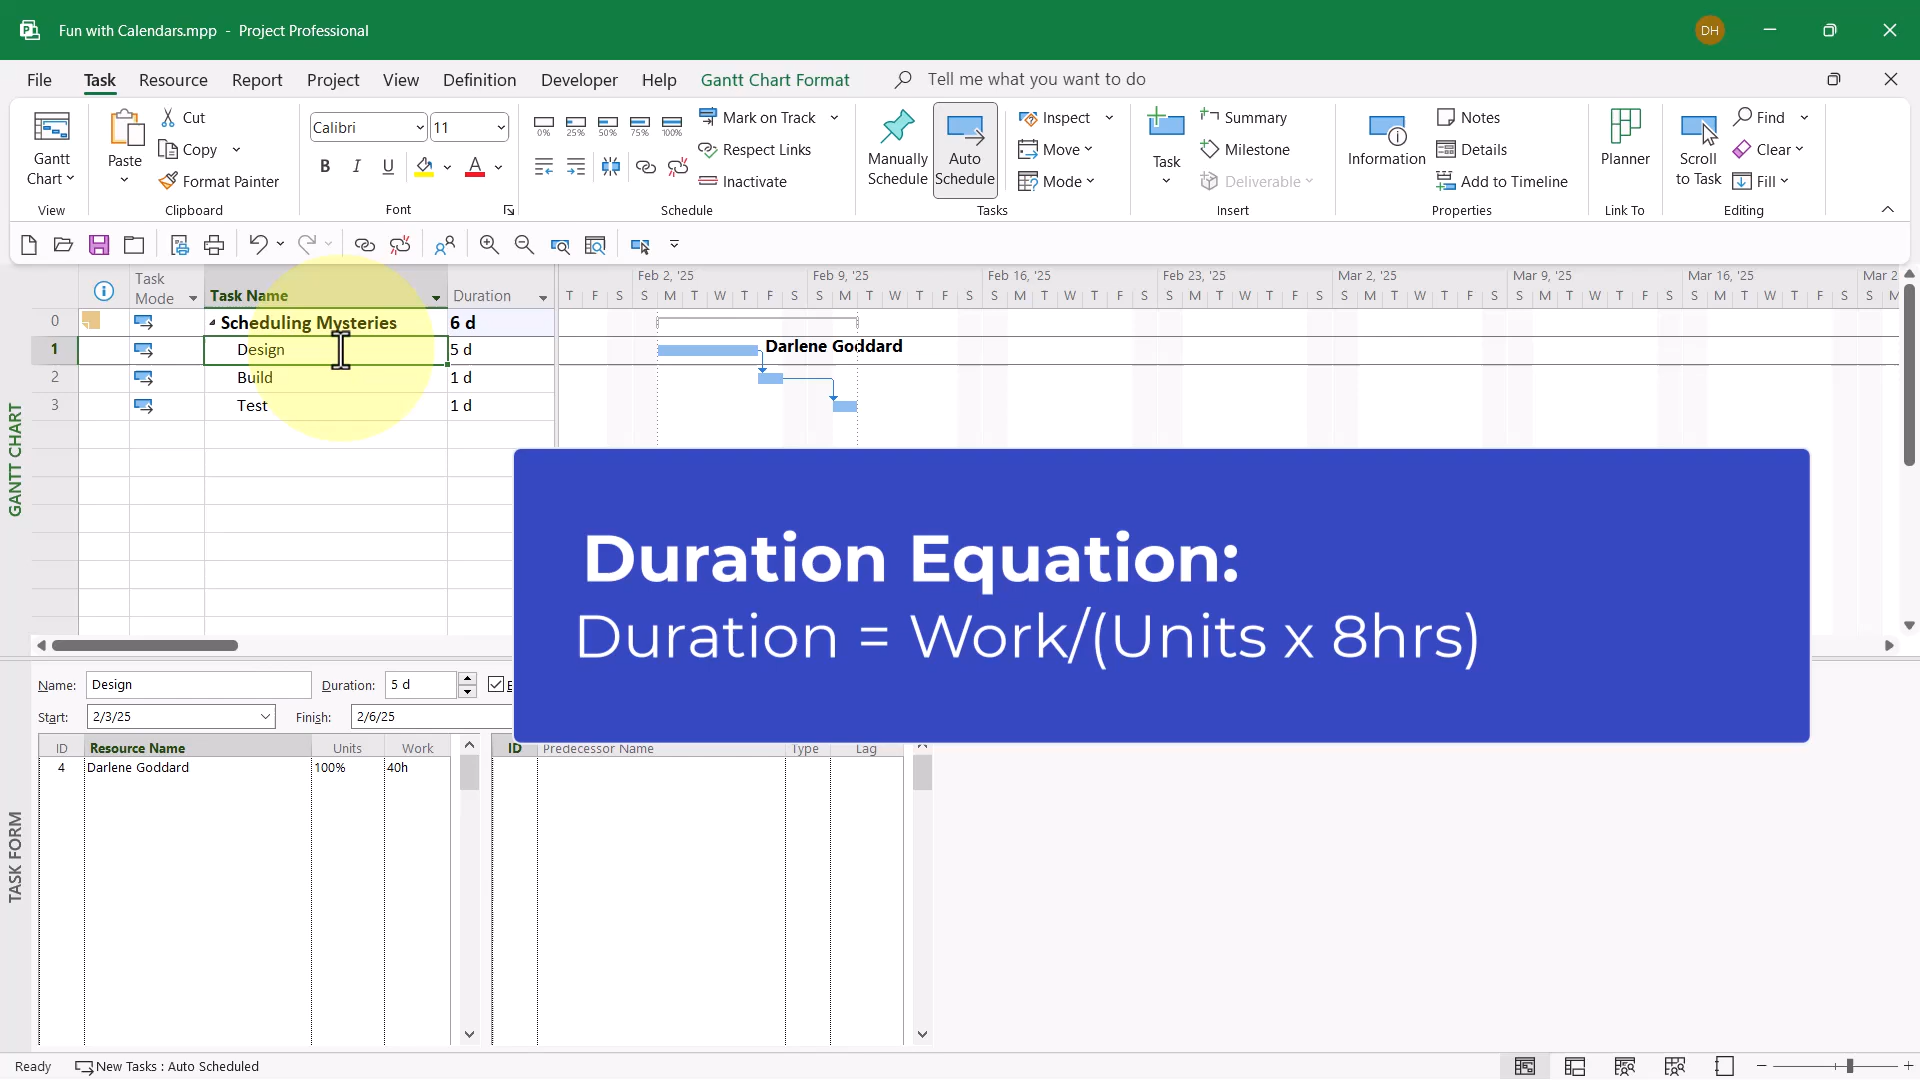 Fun with Calendars.mpp - Project Professional
DH
File Task Resource Report Project View Definition Developer Help Gantt Chart Format Tell me what you want to do
Gantt Chart
View
Paste
Cut
Copy
Format Painter
Clipboard
Calibri 11
B I U A
Font
0% 25% 50% 75% 100%
Mark on Track
Respect Links
Inactivate
Schedule
Manually Schedule
Auto Schedule
Inspect
Move
Mode
Tasks
Task
Summary
Milestone
Deliverable
Insert
Information
Notes
Details
Add to Timeline
Properties
Planner
Link To
Scroll to Task
Find
Clear
Fill
Editing
Task Mode Task Name Duration
Feb 2, '25 Feb 9, '25 Feb 16, '25 Feb 23, '25 Mar 2, '25 Mar 9, '25 Mar 16, '25 Mar 2
T F S S M T W T F S S M T W T F S S M T W T F S S M T W T F S S M T W T F S S M T W T F S S M T W T F S S M
0 Scheduling Mysteries 6 d
1 Design 5 d Darlene Goddard
2 Build 1 d
3 Test 1 d
GANTT CHART
Duration Equation:
Duration = Work/(Units x 8hrs)
Name: Design Duration: 5 d
Start: 2/3/25 Finish: 2/6/25
ID Resource Name Units Work ID Predecessor Name Type Lag
4 Darlene Goddard 100% 40h
TASK FORM
Ready New Tasks : Auto Scheduled